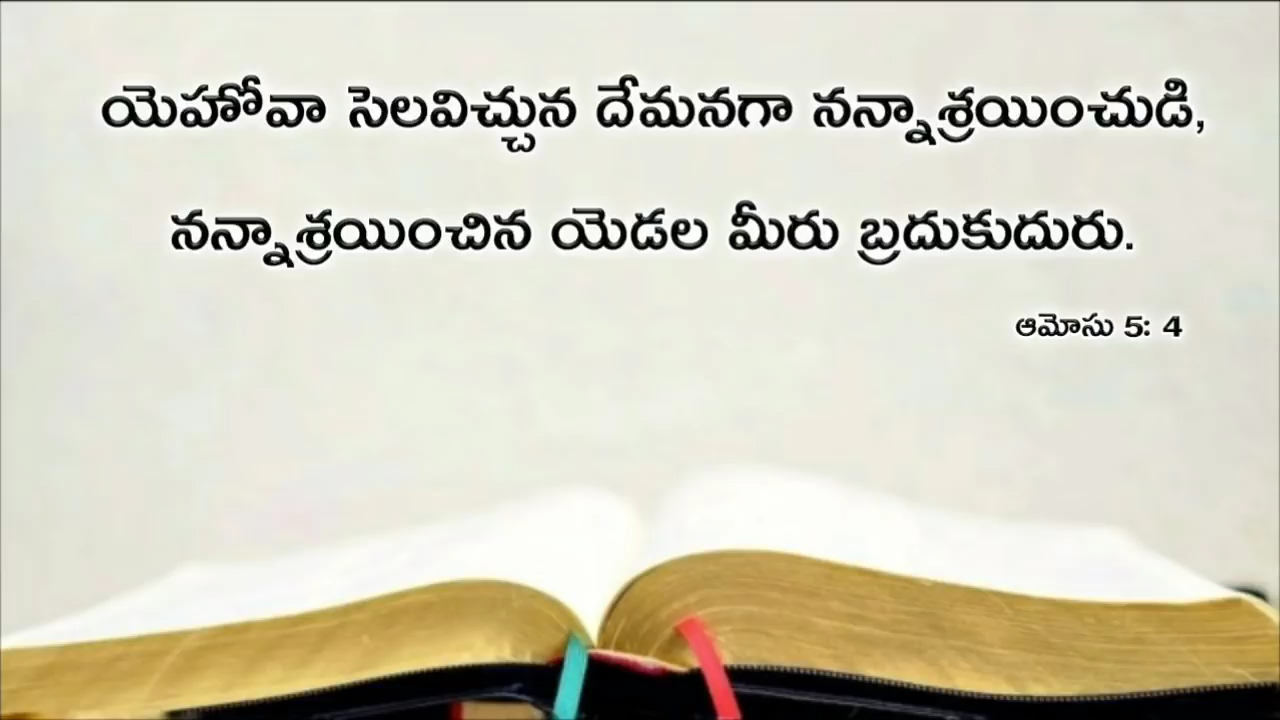 యెహోవా సెలవిచ్చున దేమనగా నన్నాశ్రయించుడి,
నన్నాశ్రయించిన యెడల మీరు బ్రదుకుదురు.
ఆమోసు 5: 4